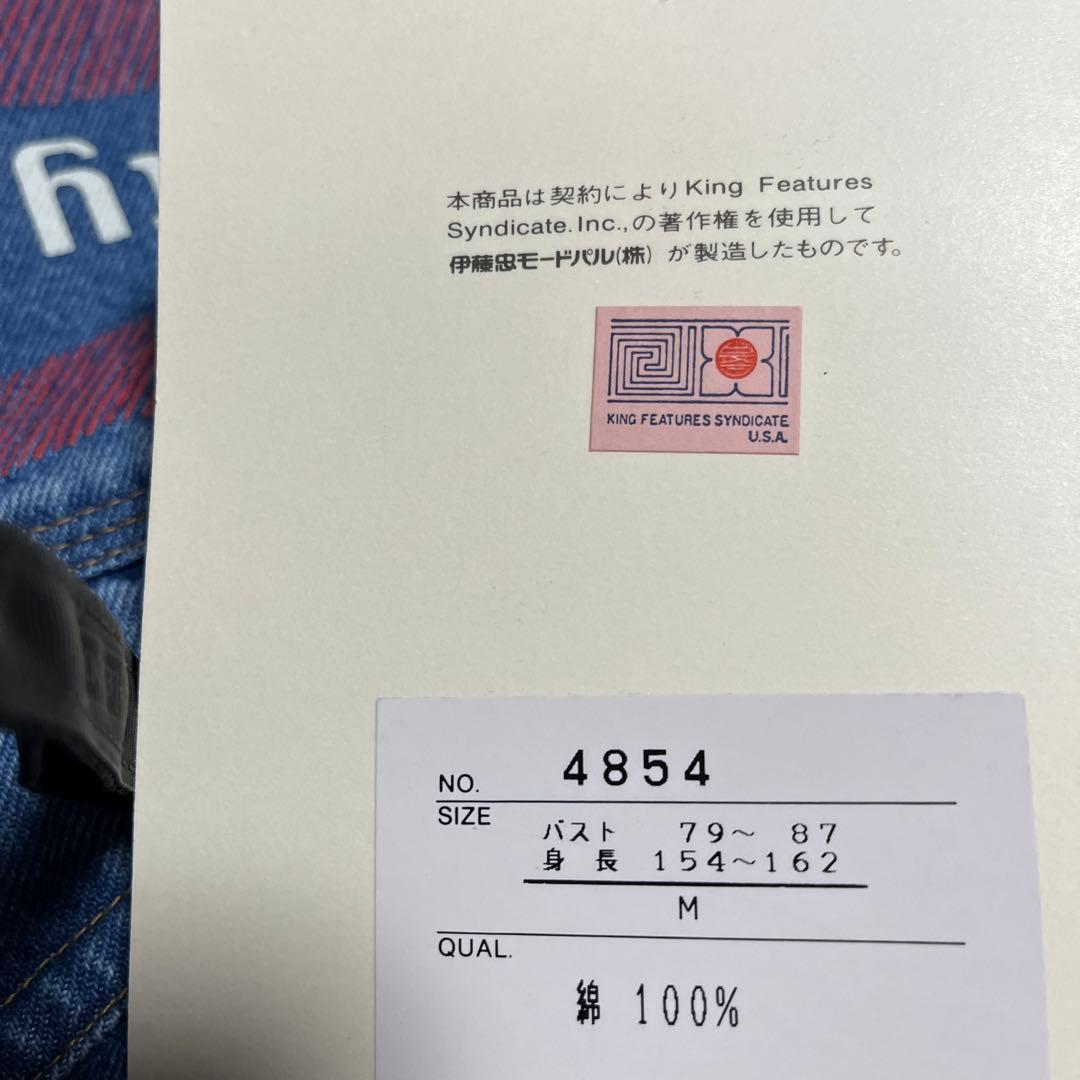 y
本商品は契約によりKing Features
Syndicate.Inc.,の著作権を使用して
伊藤忠モードパル(株)が製造したものです。
KING FEATURES SYNDICATE
U.S.A.
NO. 4854
SIZE バスト 79〜 87
身 長 154〜162
M
QUAL.
綿 100%